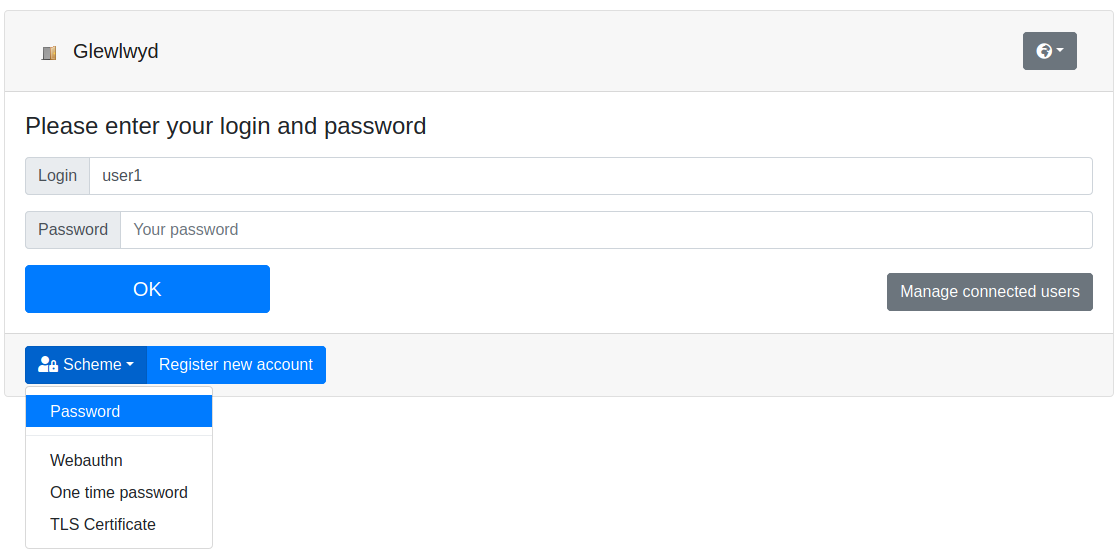 Glewlwyd
Please enter your login and password
Login user1
Password Your password
OK
Manage connected users
Scheme Register new account
Password
Webauthn
One time password
TLS Certificate